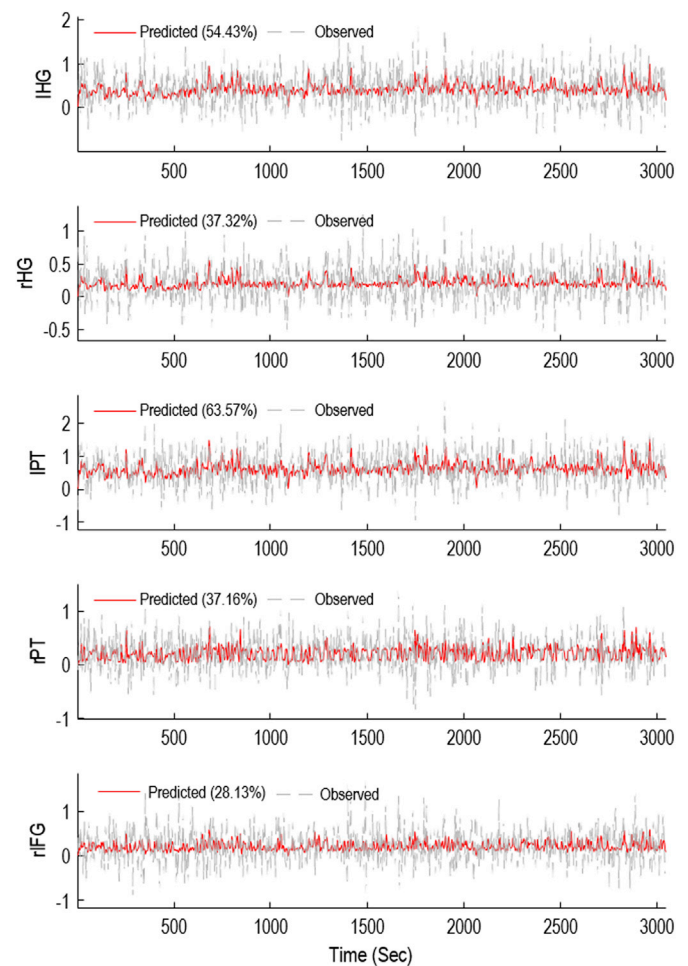 2
Predicted (54.43%) Observed
1
lHG
0
500 1000 1500 2000 2500 3000
Predicted (37.32%) Observed
1
0.5
rHG
0
-0.5
500 1000 1500 2000 2500 3000
Predicted (63.57%) Observed
2
1
lPT
0
-1
500 1000 1500 2000 2500 3000
Predicted (37.16%) Observed
1
rPT
0
-1
500 1000 1500 2000 2500 3000
Predicted (28.13%) Observed
1
rIFG
0
-1
500 1000 1500 2000 2500 3000
Time (Sec)